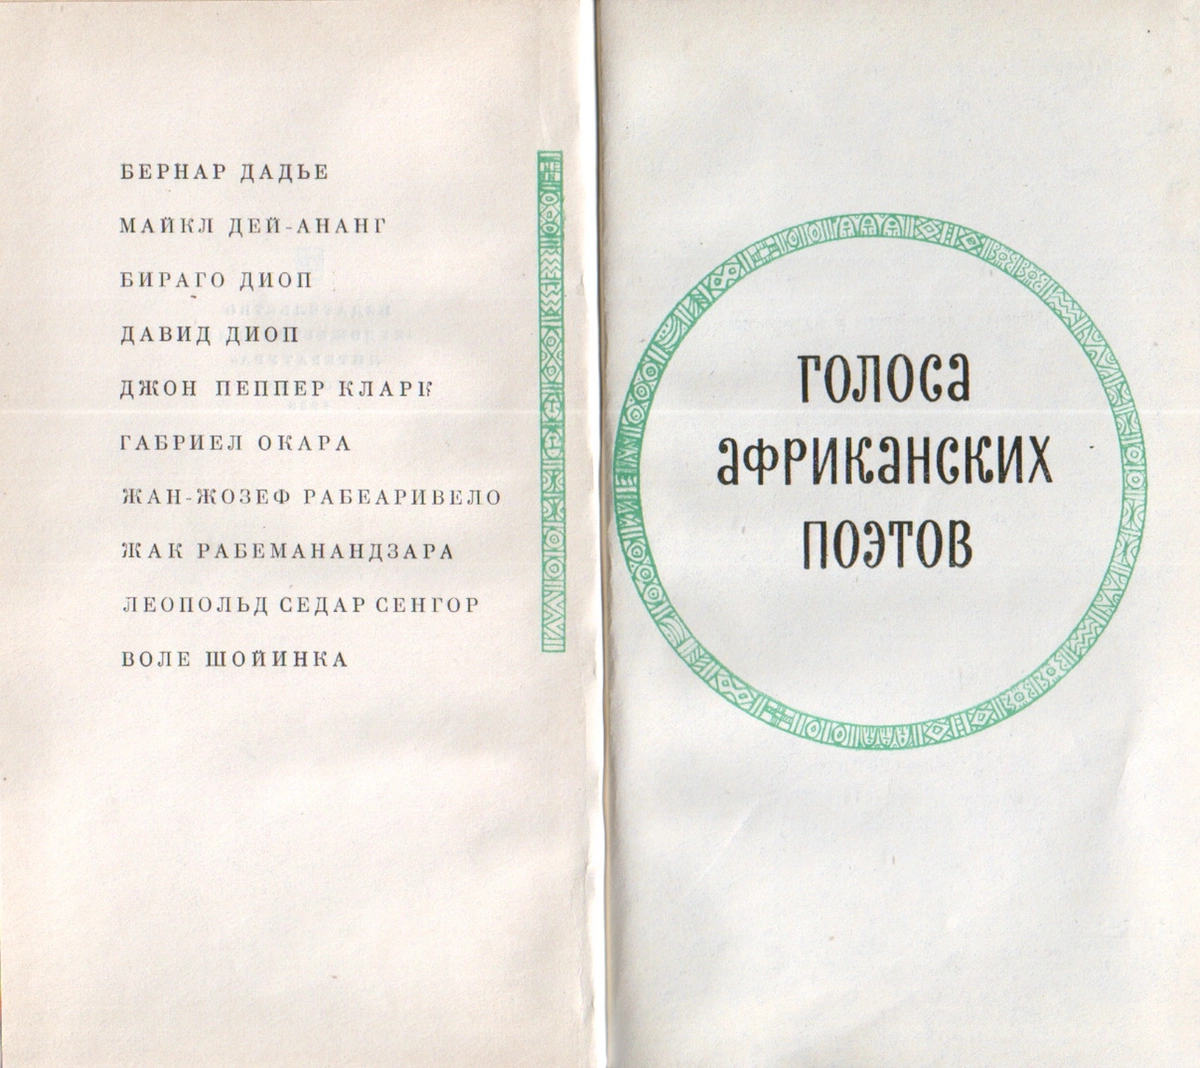 БЕРНАР ДАДЬЕ
МАЙКЛ ДЕЙ-АНАНГ
БИРАГО ДИОП
ДАВИД ДИОП
ДЖОН ПЕППЕР КЛАРК
ГАБРИЕЛ ОКАРА
ЖАН-ЖОЗЕФ РАБЕАРИВЕЛО
ЖАК РАБЕМАНАНДЗАРА
ЛЕОПОЛЬД СЕДАР СЕНГОР
ВОЛЕ ШОЙИНКА
ГОЛОСА
АФРИКАНСКИХ
ПОЭТОВ